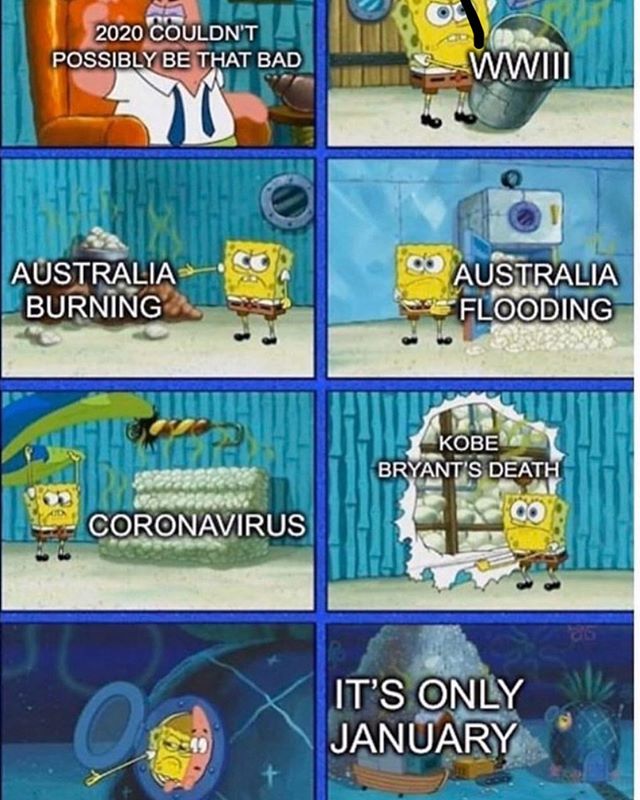 2020 COULDN'T
POSSIBLY BE THAT BAD
WWIII
AUSTRALIA
BURNING
AUSTRALIA
FLOODING
CORONAVIRUS
KOBE
BRYANT'S DEATH
IT'S ONLY
JANUARY